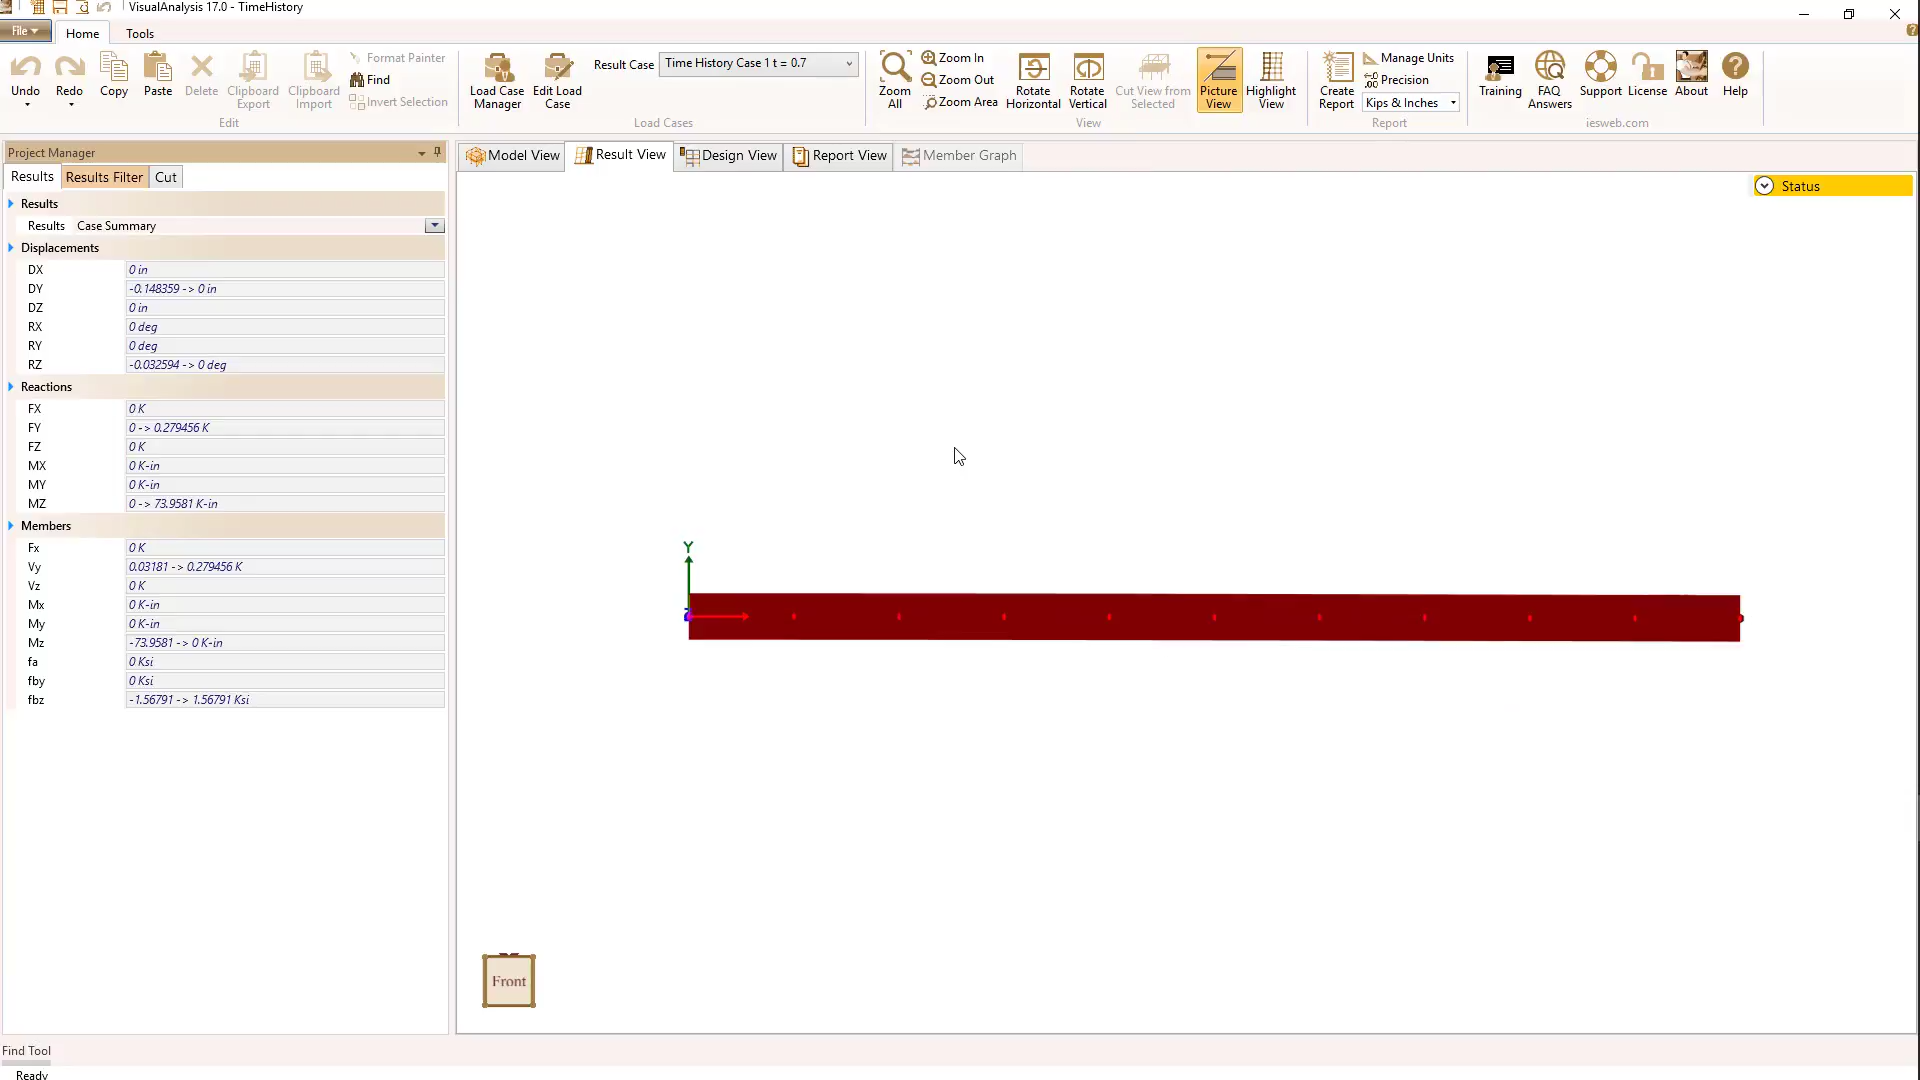 VisualAnalysis 17.0 - TimeHistory
File
Home
Tools
Undo
Redo
Copy
Paste
Delete
Clipboard Export
Clipboard Import
Format Painter
Find
Invert Selection
Edit
Load Case Manager
Edit Load Case
Result Case
Time History Case 1 t = 0.7
Load Cases
Zoom All
Zoom In
Zoom Out
Zoom Area
Rotate Horizontal
Rotate Vertical
Cut View from Selected
Picture View
Highlight View
View
Create Report
Manage Units
Precision
Kips & Inches
Report
Training
FAQ Answers
Support
License
About
Help
iesweb.com
Project Manager
Results
Results Filter
Cut
Model View
Result View
Design View
Report View
Member Graph
Status
Results
Results Case Summary
Displacements
DX 0 in
DY -0.148359 -> 0 in
DZ 0 in
RX 0 deg
RY 0 deg
RZ -0.032594 -> 0 deg
Reactions
FX 0 K
FY 0 -> 0.279456 K
FZ 0 K
MX 0 K-in
MY 0 K-in
MZ 0 -> 73.9581 K-in
Members
Fx 0 K
Vy 0.03181 -> 0.279456 K
Vz 0 K
Mx 0 K-in
My 0 K-in
Mz -73.9581 -> 0 K-in
fa 0 Ksi
fby 0 Ksi
fbz -1.56791 -> 1.56791 Ksi
Y
Front
Find Tool
Ready